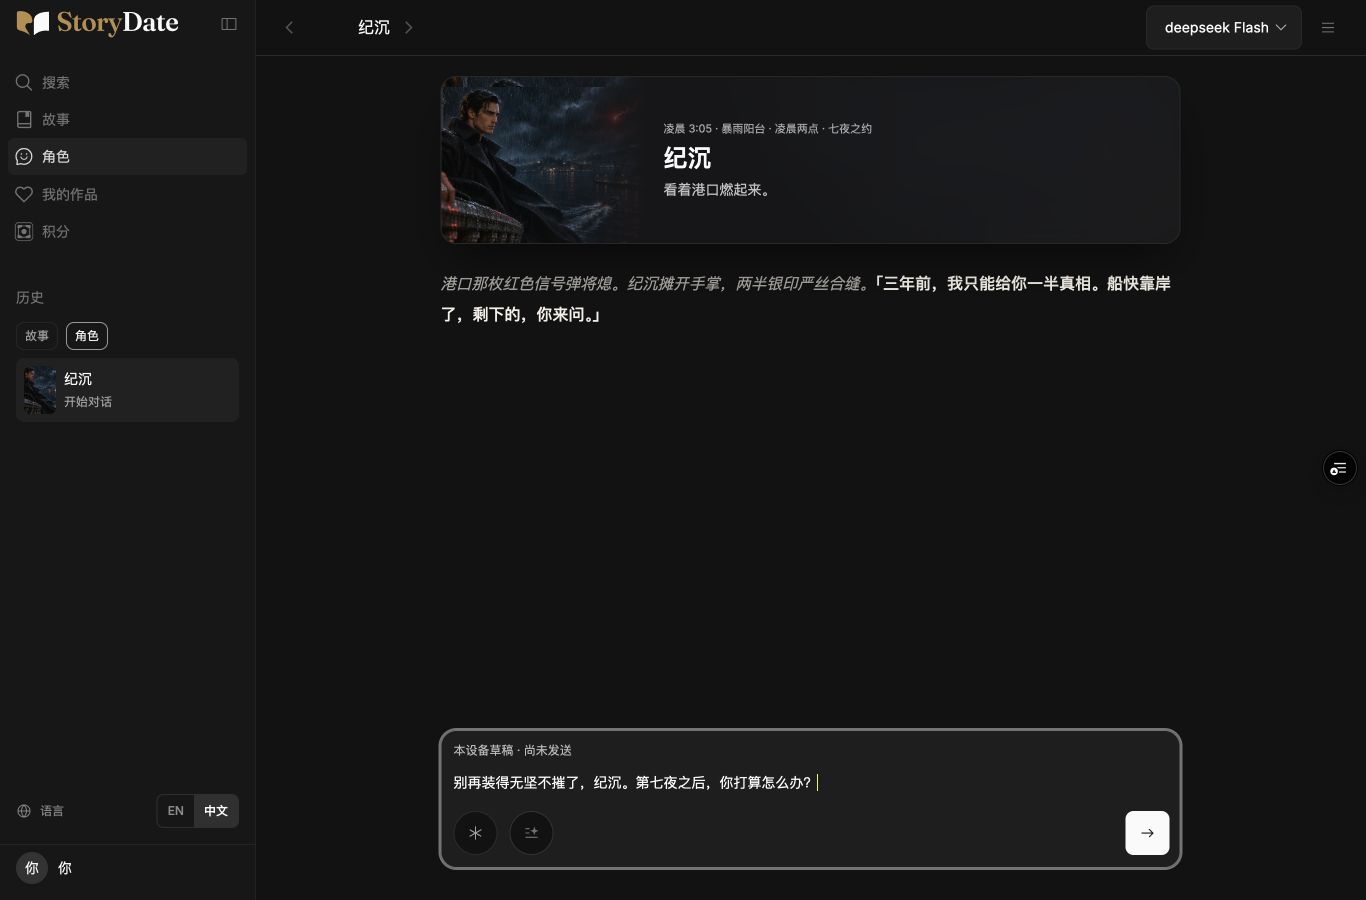 StoryDate
搜索
故事
角色
我的作品
积分
历史
故事
角色
纪沉
开始对话
语言
EN
中文
你
你
纪沉
deepseek Flash
凌晨 3:05 · 暴雨阳台 · 凌晨两点 · 七夜之约
纪沉
看着港口燃起来。
港口那枚红色信号弹将熄。纪沉摊开手掌，两半银印严丝合缝。「三年前，我只能给你一半真相。船快靠岸
了，剩下的，你来问。」
本设备草稿 · 尚未发送
别再装得无坚不摧了，纪沉。第七夜之后，你打算怎么办？